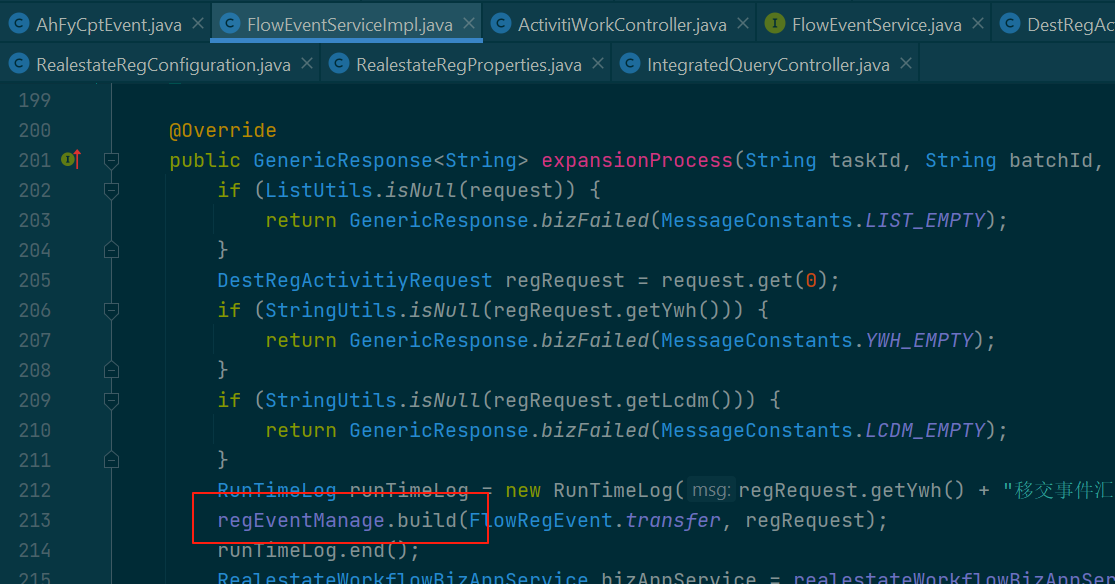 AhFyCptEvent.java FlowEventServiceImpl.java ActivitiWorkController.java FlowEventService.java DestRegAc
RealestateRegConfiguration.java RealestateRegProperties.java IntegratedQueryController.java
199
200 @Override
201 public GenericResponse<String> expansionProcess(String taskId, String batchId,
202 if (ListUtils.isNull(request)) {
203 return GenericResponse.bizFailed(MessageConstants.LIST_EMPTY);
204 }
205 DestRegActivitiyRequest regRequest = request.get(0);
206 if (StringUtils.isNull(regRequest.getYwh())) {
207 return GenericResponse.bizFailed(MessageConstants.YWH_EMPTY);
208 }
209 if (StringUtils.isNull(regRequest.getLcdm())) {
210 return GenericResponse.bizFailed(MessageConstants.LCDM_EMPTY);
211 }
212 RunTimeLog runTimeLog = new RunTimeLog( msg: regRequest.getYwh() + "移交事件汇
213 regEventManage.build(FlowRegEvent.transfer, regRequest);
214 runTimeLog.end();
215 RealestateWorkflowBizAppService bizAppService = realestateWorkflowBizAppSer